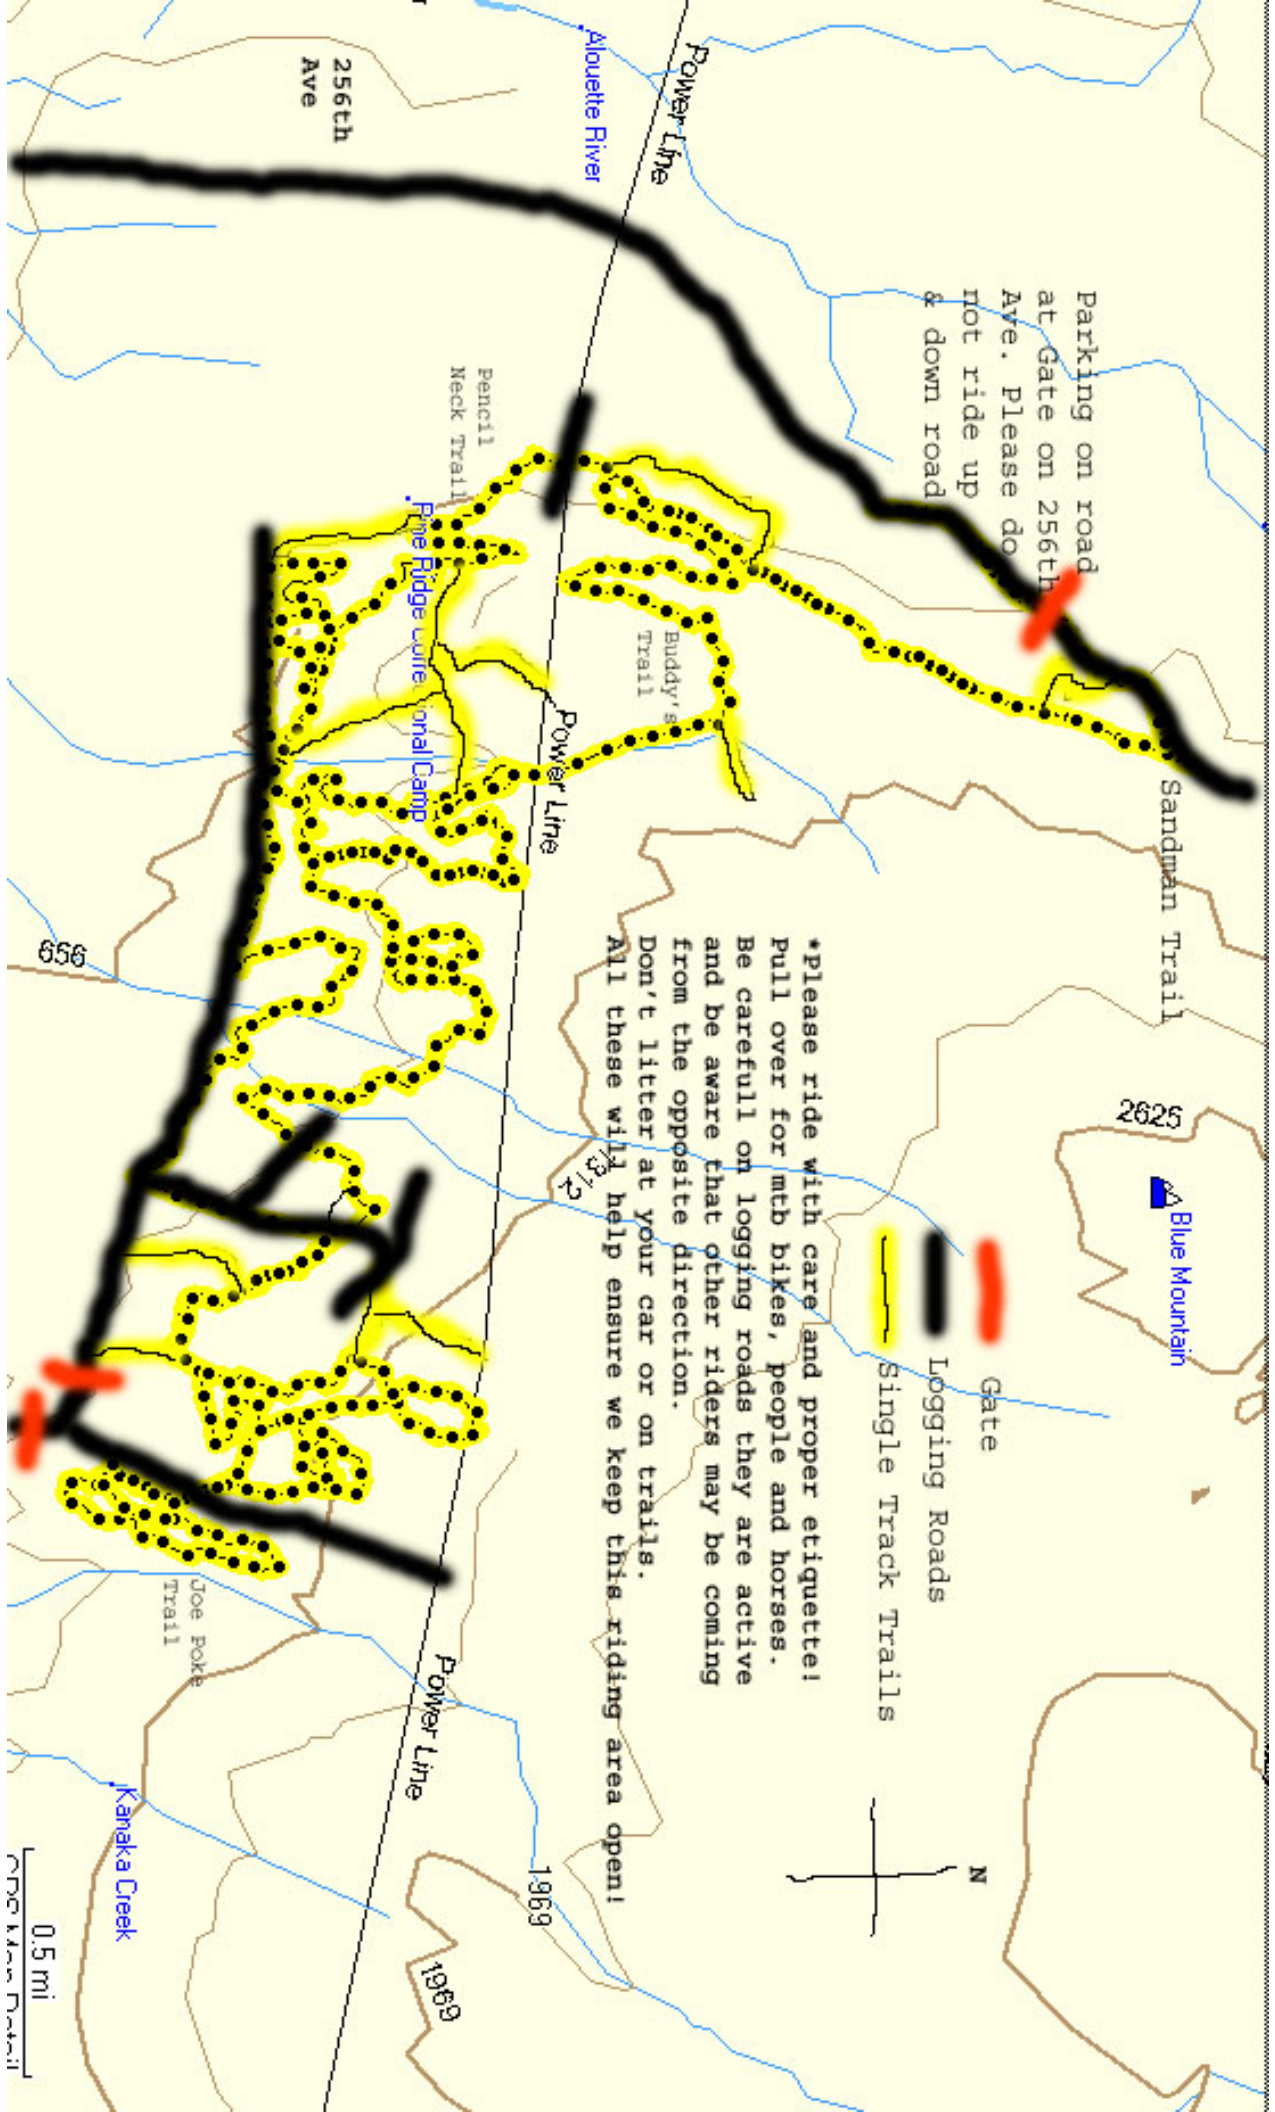 256th
Ave
Alouette River
Power Line
Parking on road
at Gate on 256th
Ave. Please do
not ride up
& down road
Pencil
Neck Trail
Pine Ridge Correctional Camp
Buddy's
Trail
Power Line
Sandman Trail
656
*Please ride with care and proper etiquette!
Pull over for mtb bikes, people and horses.
Be carefull on logging roads they are active
and be aware that other riders may be coming
from the opposite direction.
Don't litter at your car or on trails.
All these will help ensure we keep this riding area open!
1312
2625
Blue Mountain
Gate
Logging Roads
Single Track Trails
Joe Poke
Trail
Power Line
Kanaka Creek
1969
1969
N
0.5 mi